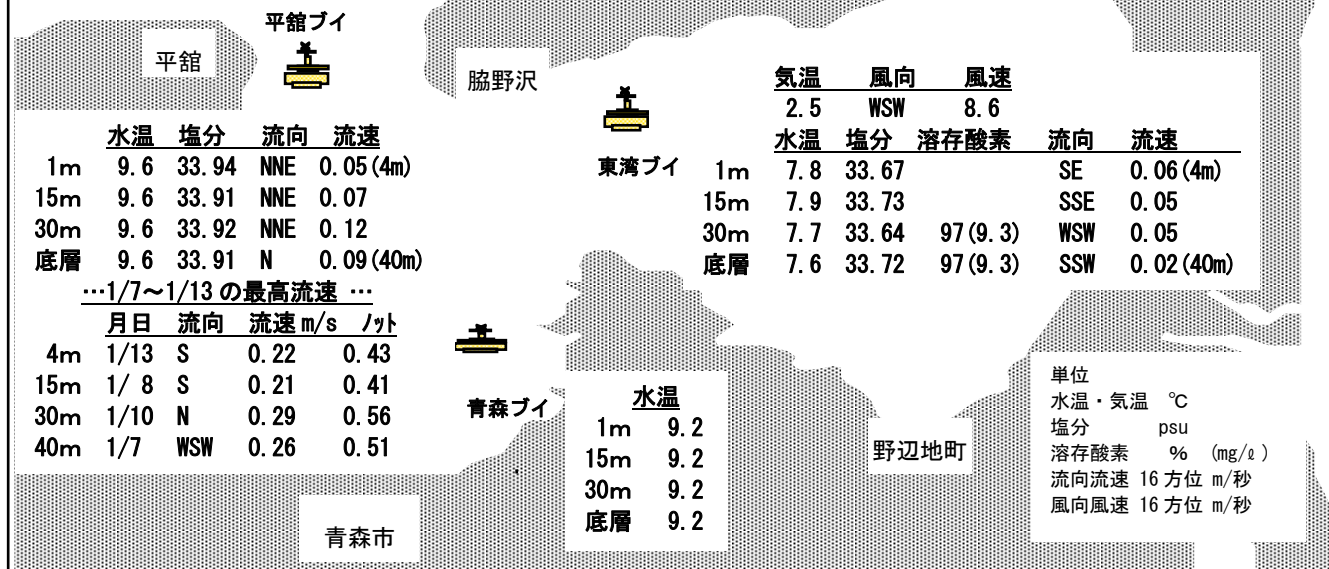 平舘ブイ
平舘
水温 塩分 流向 流速
1m 9.6 33.94 NNE 0.05(4m)
15m 9.6 33.91 NNE 0.07
30m 9.6 33.92 NNE 0.12
底層 9.6 33.91 N 0.09(40m)
…1/7～1/13の最高流速 …
月日 流向 流速m/s ﾉｯﾄ
4m 1/13 S 0.22 0.43
15m 1/ 8 S 0.21 0.41
30m 1/10 N 0.29 0.56
40m 1/7 WSW 0.26 0.51
脇野沢
東湾ブイ
気温 風向 風速
2.5 WSW 8.6
水温 塩分 溶存酸素 流向 流速
1m 7.8 33.67 SE 0.06(4m)
15m 7.9 33.73 SSE 0.05
30m 7.7 33.64 97(9.3) WSW 0.05
底層 7.6 33.72 97(9.3) SSW 0.02(40m)
青森ブイ
水温
1m 9.2
15m 9.2
30m 9.2
底層 9.2
青森市
野辺地町
単位
水温・気温 ℃
塩分 psu
溶存酸素 % (mg/ℓ)
流向流速 16方位 m/秒
風向風速 16方位 m/秒